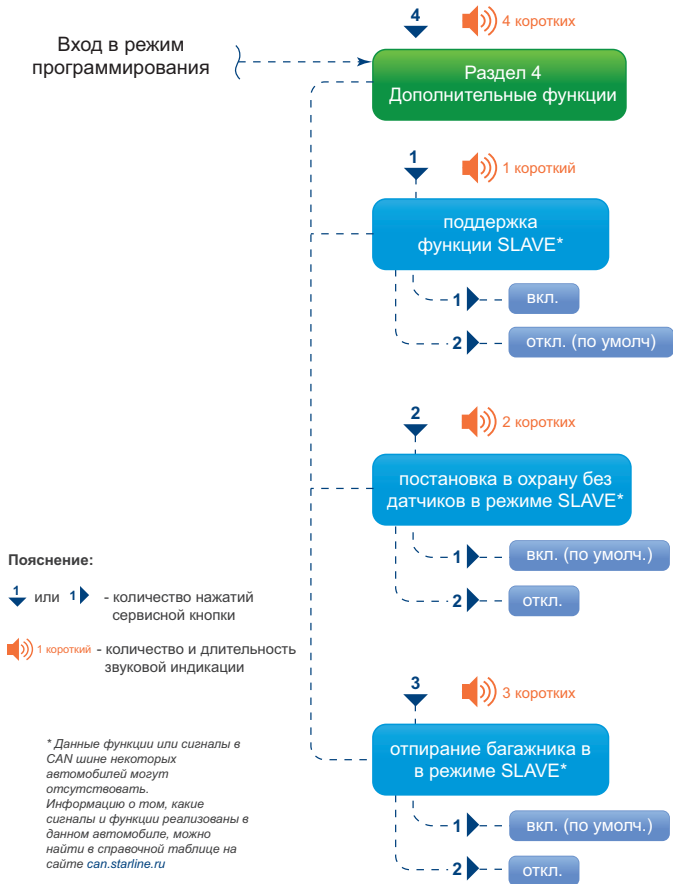 4
4 коротких
Вход в режим
программирования
Раздел 4
Дополнительные функции
1
1 короткий
поддержка
функции SLAVE*
1
вкл.
2
откл. (по умолч)
2
2 коротких
постановка в охрану без
датчиков в режиме SLAVE*
1
вкл. (по умолч.)
2
откл.
Пояснение:
1 или 1 - количество нажатий
сервисной кнопки
1 короткий - количество и длительность
звуковой индикации
3
3 коротких
отпирание багажника в
в режиме SLAVE*
1
вкл. (по умолч.)
2
откл.
* Данные функции или сигналы в
CAN шине некоторых
автомобилей могут
отсутствовать.
Информацию о том, какие
сигналы и функции реализованы в
данном автомобиле, можно
найти в справочной таблице на
сайте can.starline.ru